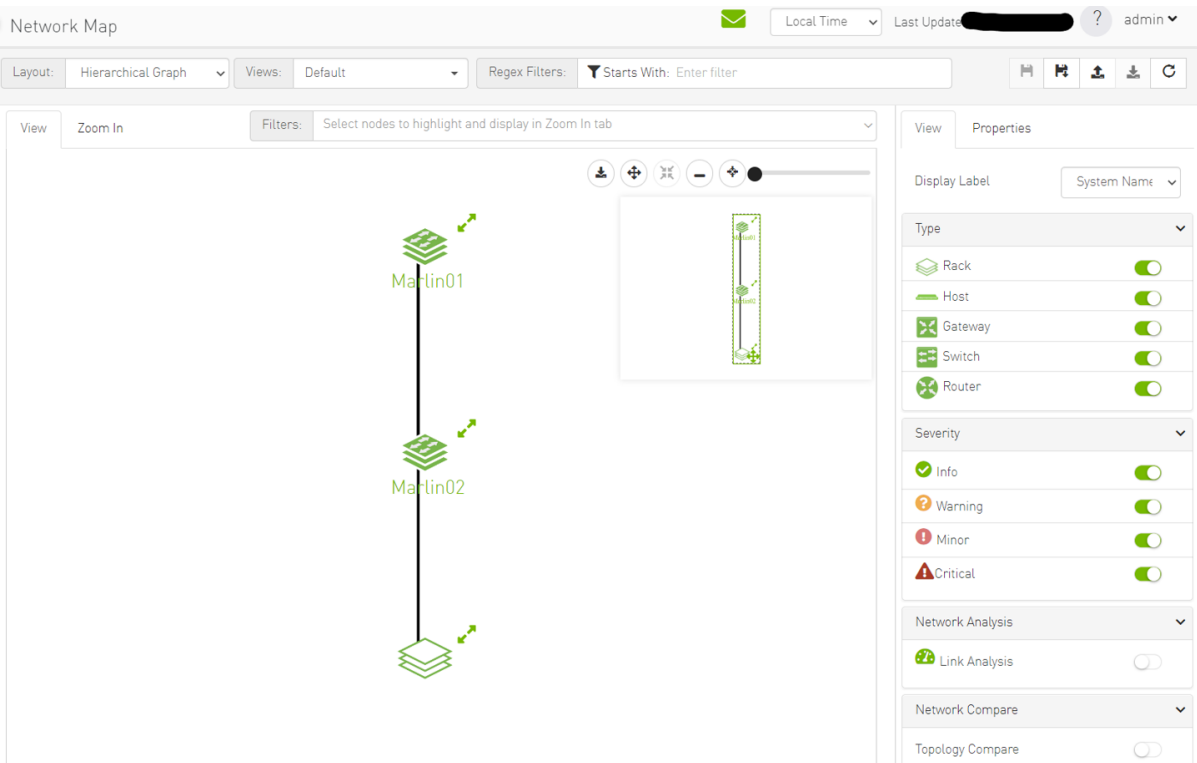 Network Map
Local Time
Last Update
?
admin
Layout:
Hierarchical Graph
Views:
Default
Regex Filters:
Starts With:
Enter filter
View
Zoom In
Filters:
Select nodes to highlight and display in Zoom In tab
Marlin01
Marlin02
Marlin01
Marlin02
View
Properties
Display Label
System Name
Type
Rack
Host
Gateway
Switch
Router
Severity
Info
Warning
Minor
Critical
Network Analysis
Link Analysis
Network Compare
Topology Compare